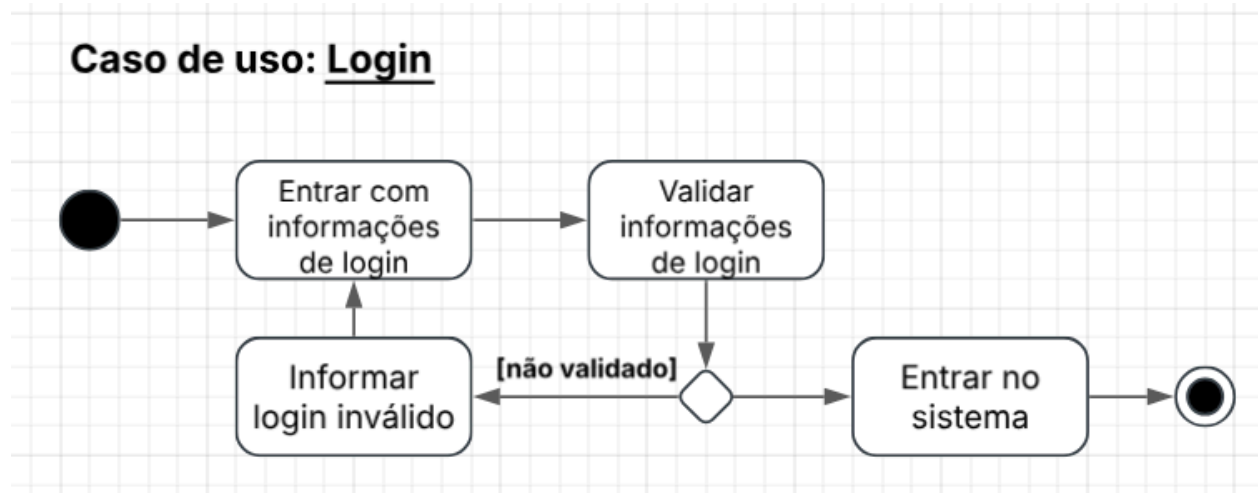 Caso de uso: Login
Entrar com
informações
de login
Validar
informações
de login
Informar
login inválido
[não validado]
Entrar no
sistema